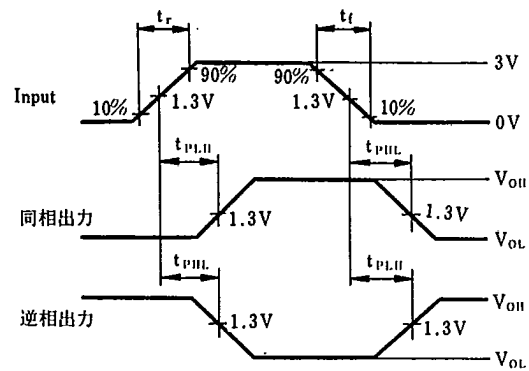 tr tf
3V
90% 90%
Input 1.3V 1.3V
10% 10%
0V
tPLH tPHL
VOH
同相出力 1.3V 1.3V
VOL
tPHL tPLH
VOH
逆相出力 1.3V 1.3V
VOL